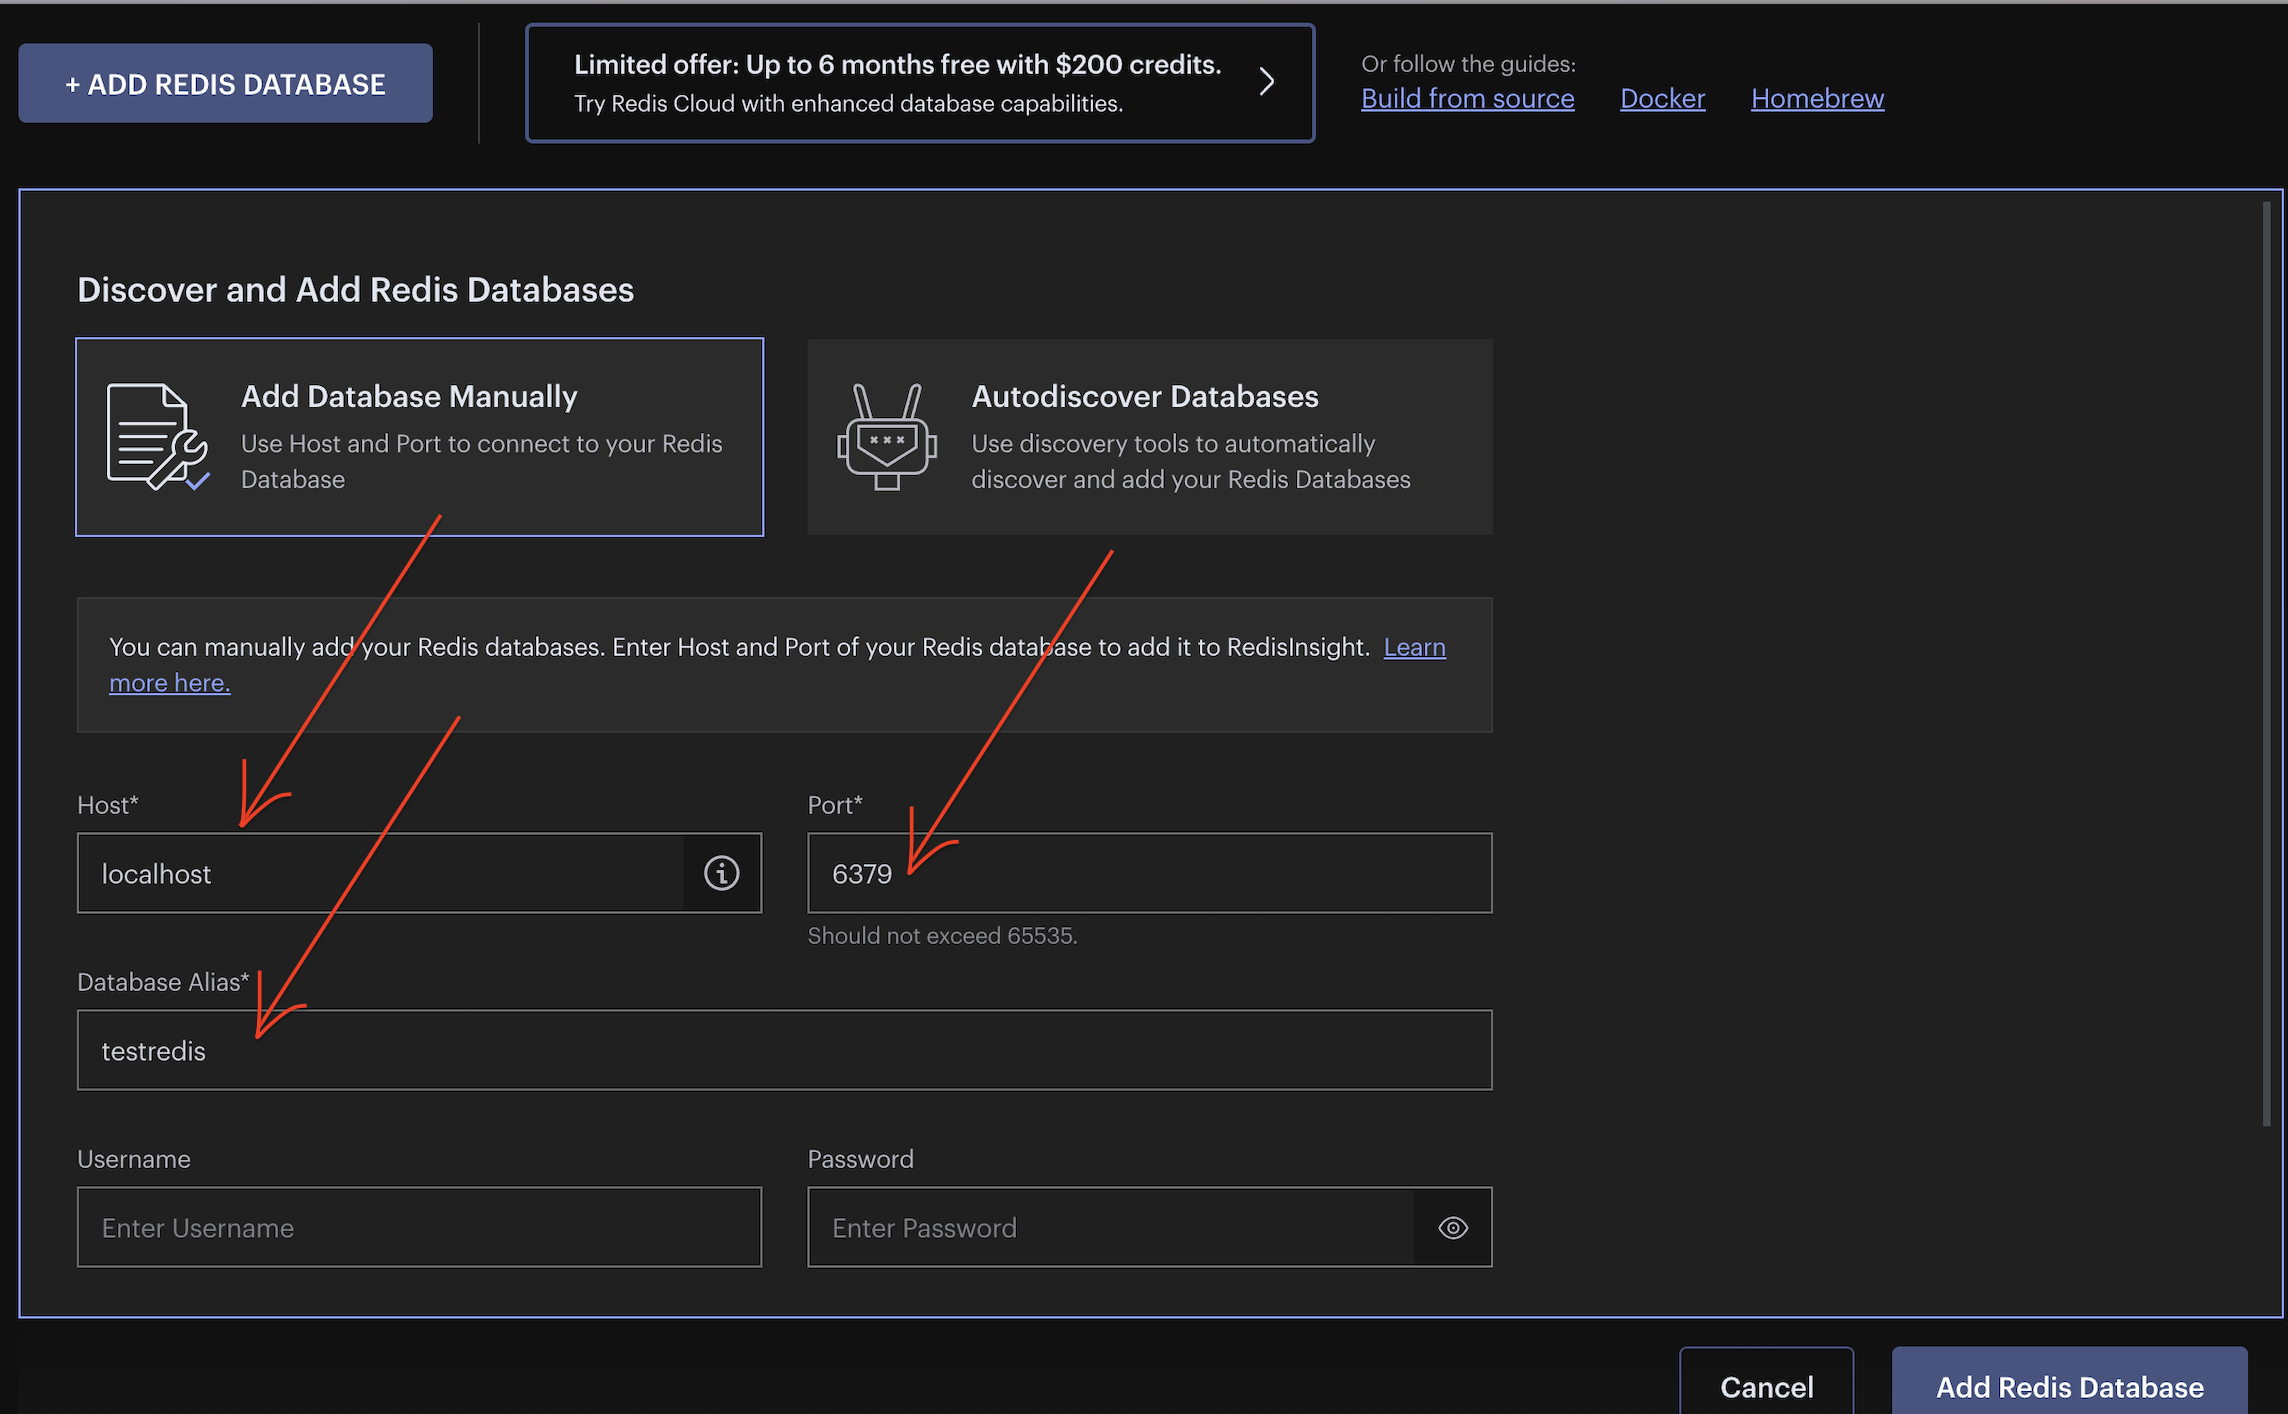 + ADD REDIS DATABASE
Limited offer: Up to 6 months free with $200 credits.
Try Redis Cloud with enhanced database capabilities.
Or follow the guides:
Build from source Docker Homebrew
Discover and Add Redis Databases
Add Database Manually
Use Host and Port to connect to your Redis
Database
Autodiscover Databases
Use discovery tools to automatically
discover and add your Redis Databases
You can manually add your Redis databases. Enter Host and Port of your Redis database to add it to RedisInsight. Learn
more here.
Host*
localhost
Port*
6379
Should not exceed 65535.
Database Alias*
testredis
Username
Enter Username
Password
Enter Password
Cancel
Add Redis Database